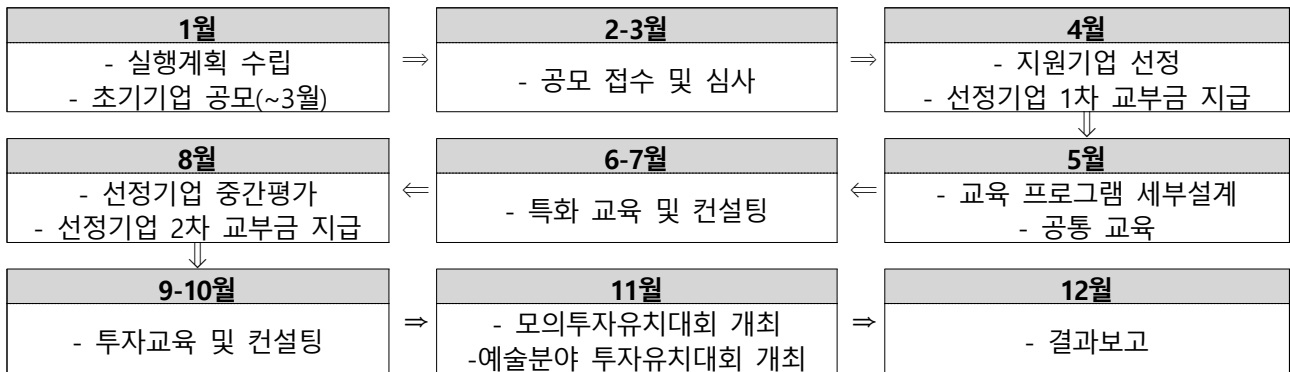 1월
- 실행계획 수립
- 초기기업 공모(~3월)
⇒
2-3월
- 공모 접수 및 심사
⇒
4월
- 지원기업 선정
- 선정기업 1차 교부금 지급
⇓
5월
- 교육 프로그램 세부설계
- 공통 교육
⇐
6-7월
- 특화 교육 및 컨설팅
⇐
8월
- 선정기업 중간평가
- 선정기업 2차 교부금 지급
⇓
9-10월
- 투자교육 및 컨설팅
⇒
11월
- 모의투자유치대회 개최
-예술분야 투자유치대회 개최
⇒
12월
- 결과보고